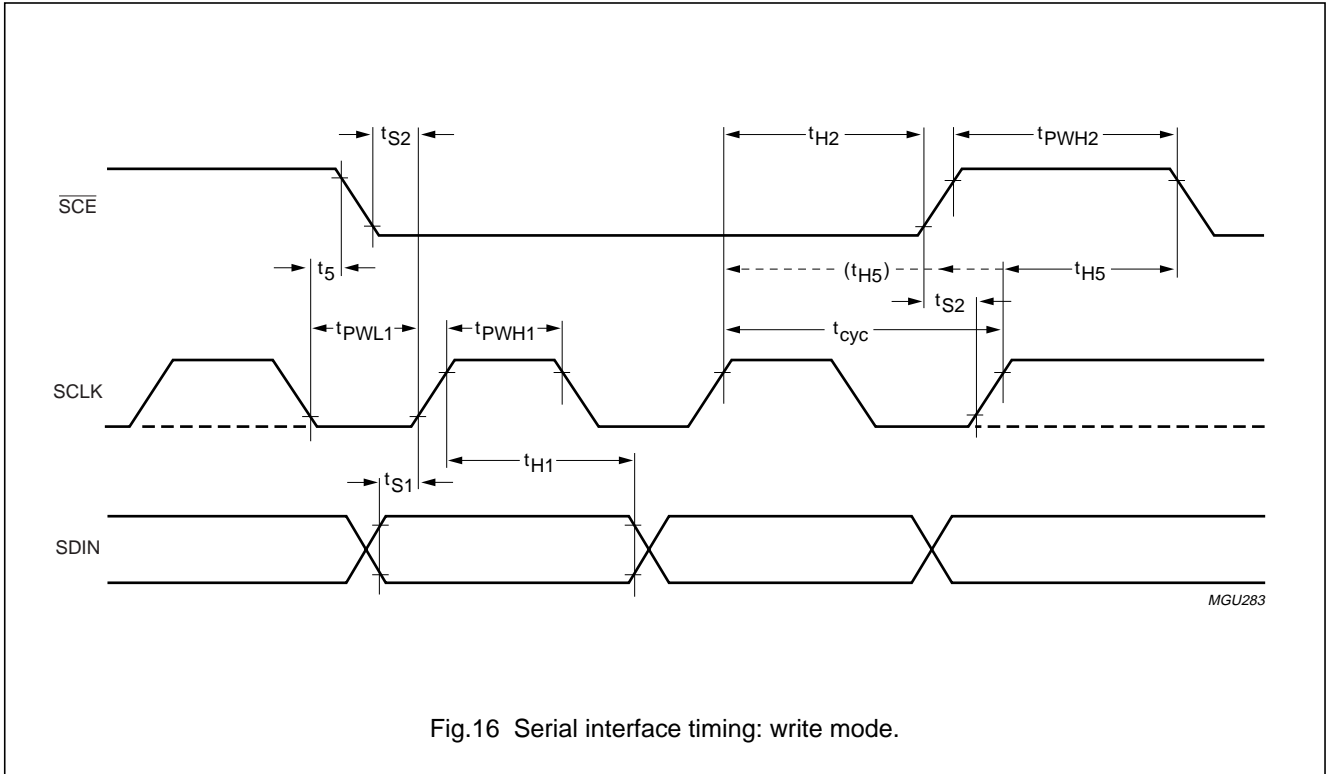 tS2
tH2
tPWH2
SCE
t5
(tH5)
tH5
tS2
tPWL1
tPWH1
tcyc
SCLK
tH1
tS1
SDIN
MGU283
Fig.16 Serial interface timing: write mode.